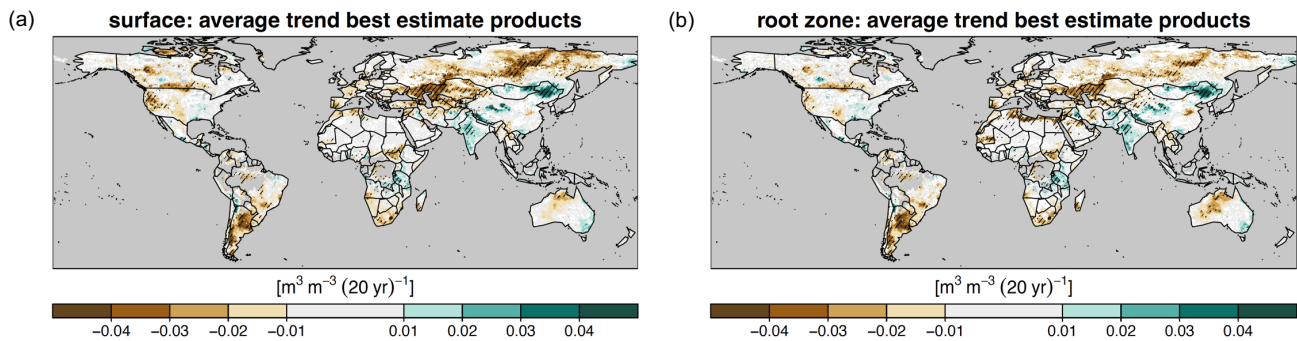 (a) surface: average trend best estimate products
[m³ m⁻³ (20 yr)⁻¹]
−0.04 −0.03 −0.02 −0.01 0.01 0.02 0.03 0.04
(b) root zone: average trend best estimate products
[m³ m⁻³ (20 yr)⁻¹]
−0.04 −0.03 −0.02 −0.01 0.01 0.02 0.03 0.04